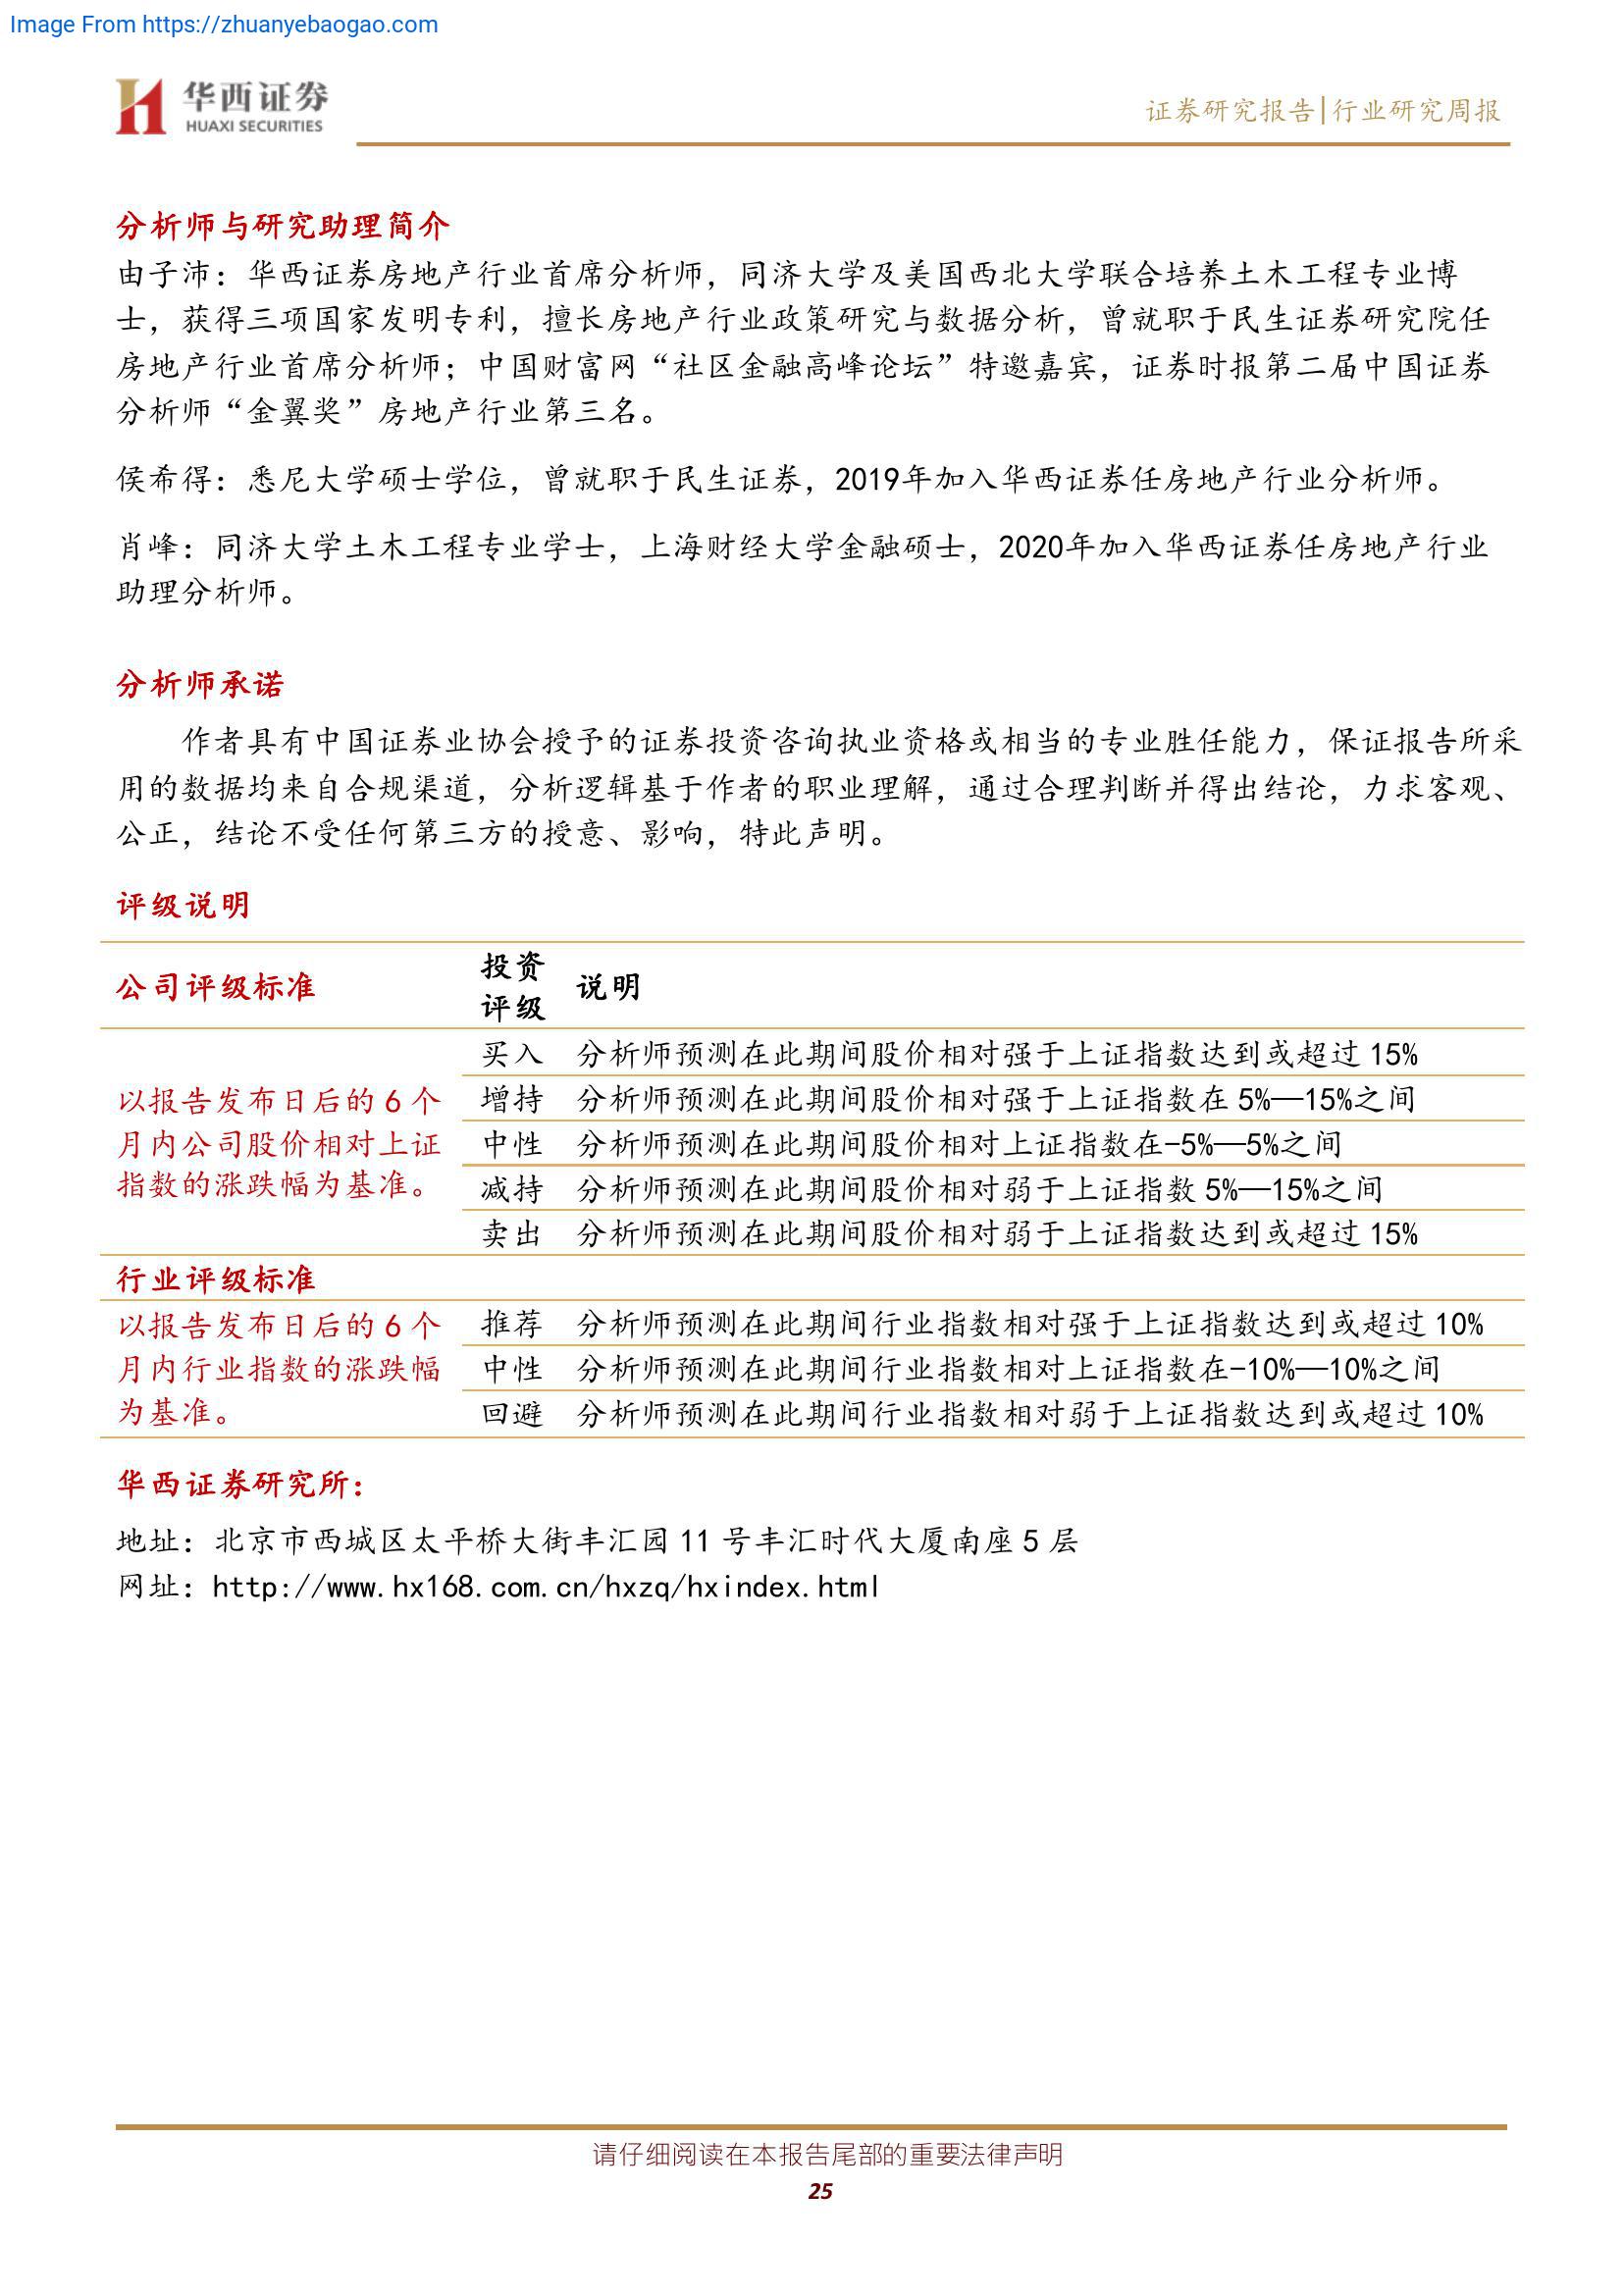 Image From https://zhuanyebaogao.com
华西证券
HUAXI SECURITIES
证券研究报告|行业研究周报
分析师与研究助理简介
由子沛：华西证券房地产行业首席分析师，同济大学及美国西北大学联合培养土木工程专业博
士，获得三项国家发明专利，擅长房地产行业政策研究与数据分析，曾就职于民生证券研究院任
房地产行业首席分析师；中国财富网“社区金融高峰论坛”特邀嘉宾，证券时报第二届中国证券
分析师“金翼奖”房地产行业第三名。
侯希得：悉尼大学硕士学位，曾就职于民生证券，2019年加入华西证券任房地产行业分析师。
肖峰：同济大学土木工程专业学士，上海财经大学金融硕士，2020年加入华西证券任房地产行业
助理分析师。
分析师承诺
作者具有中国证券业协会授予的证券投资咨询执业资格或相当的专业胜任能力，保证报告所采
用的数据均来自合规渠道，分析逻辑基于作者的职业理解，通过合理判断并得出结论，力求客观、
公正，结论不受任何第三方的授意、影响，特此声明。
评级说明
公司评级标准
投资
评级
说明
以报告发布日后的 6 个
月内公司股价相对上证
指数的涨跌幅为基准。
买入 分析师预测在此期间股价相对强于上证指数达到或超过 15%
增持 分析师预测在此期间股价相对强于上证指数在 5%—15%之间
中性 分析师预测在此期间股价相对上证指数在-5%—5%之间
减持 分析师预测在此期间股价相对弱于上证指数 5%—15%之间
卖出 分析师预测在此期间股价相对弱于上证指数达到或超过 15%
行业评级标准
以报告发布日后的 6 个
月内行业指数的涨跌幅
为基准。
推荐 分析师预测在此期间行业指数相对强于上证指数达到或超过 10%
中性 分析师预测在此期间行业指数相对上证指数在-10%—10%之间
回避 分析师预测在此期间行业指数相对弱于上证指数达到或超过 10%
华西证券研究所：
地址：北京市西城区太平桥大街丰汇园 11 号丰汇时代大厦南座 5 层
网址：http://www.hx168.com.cn/hxzq/hxindex.html
请仔细阅读在本报告尾部的重要法律声明
25